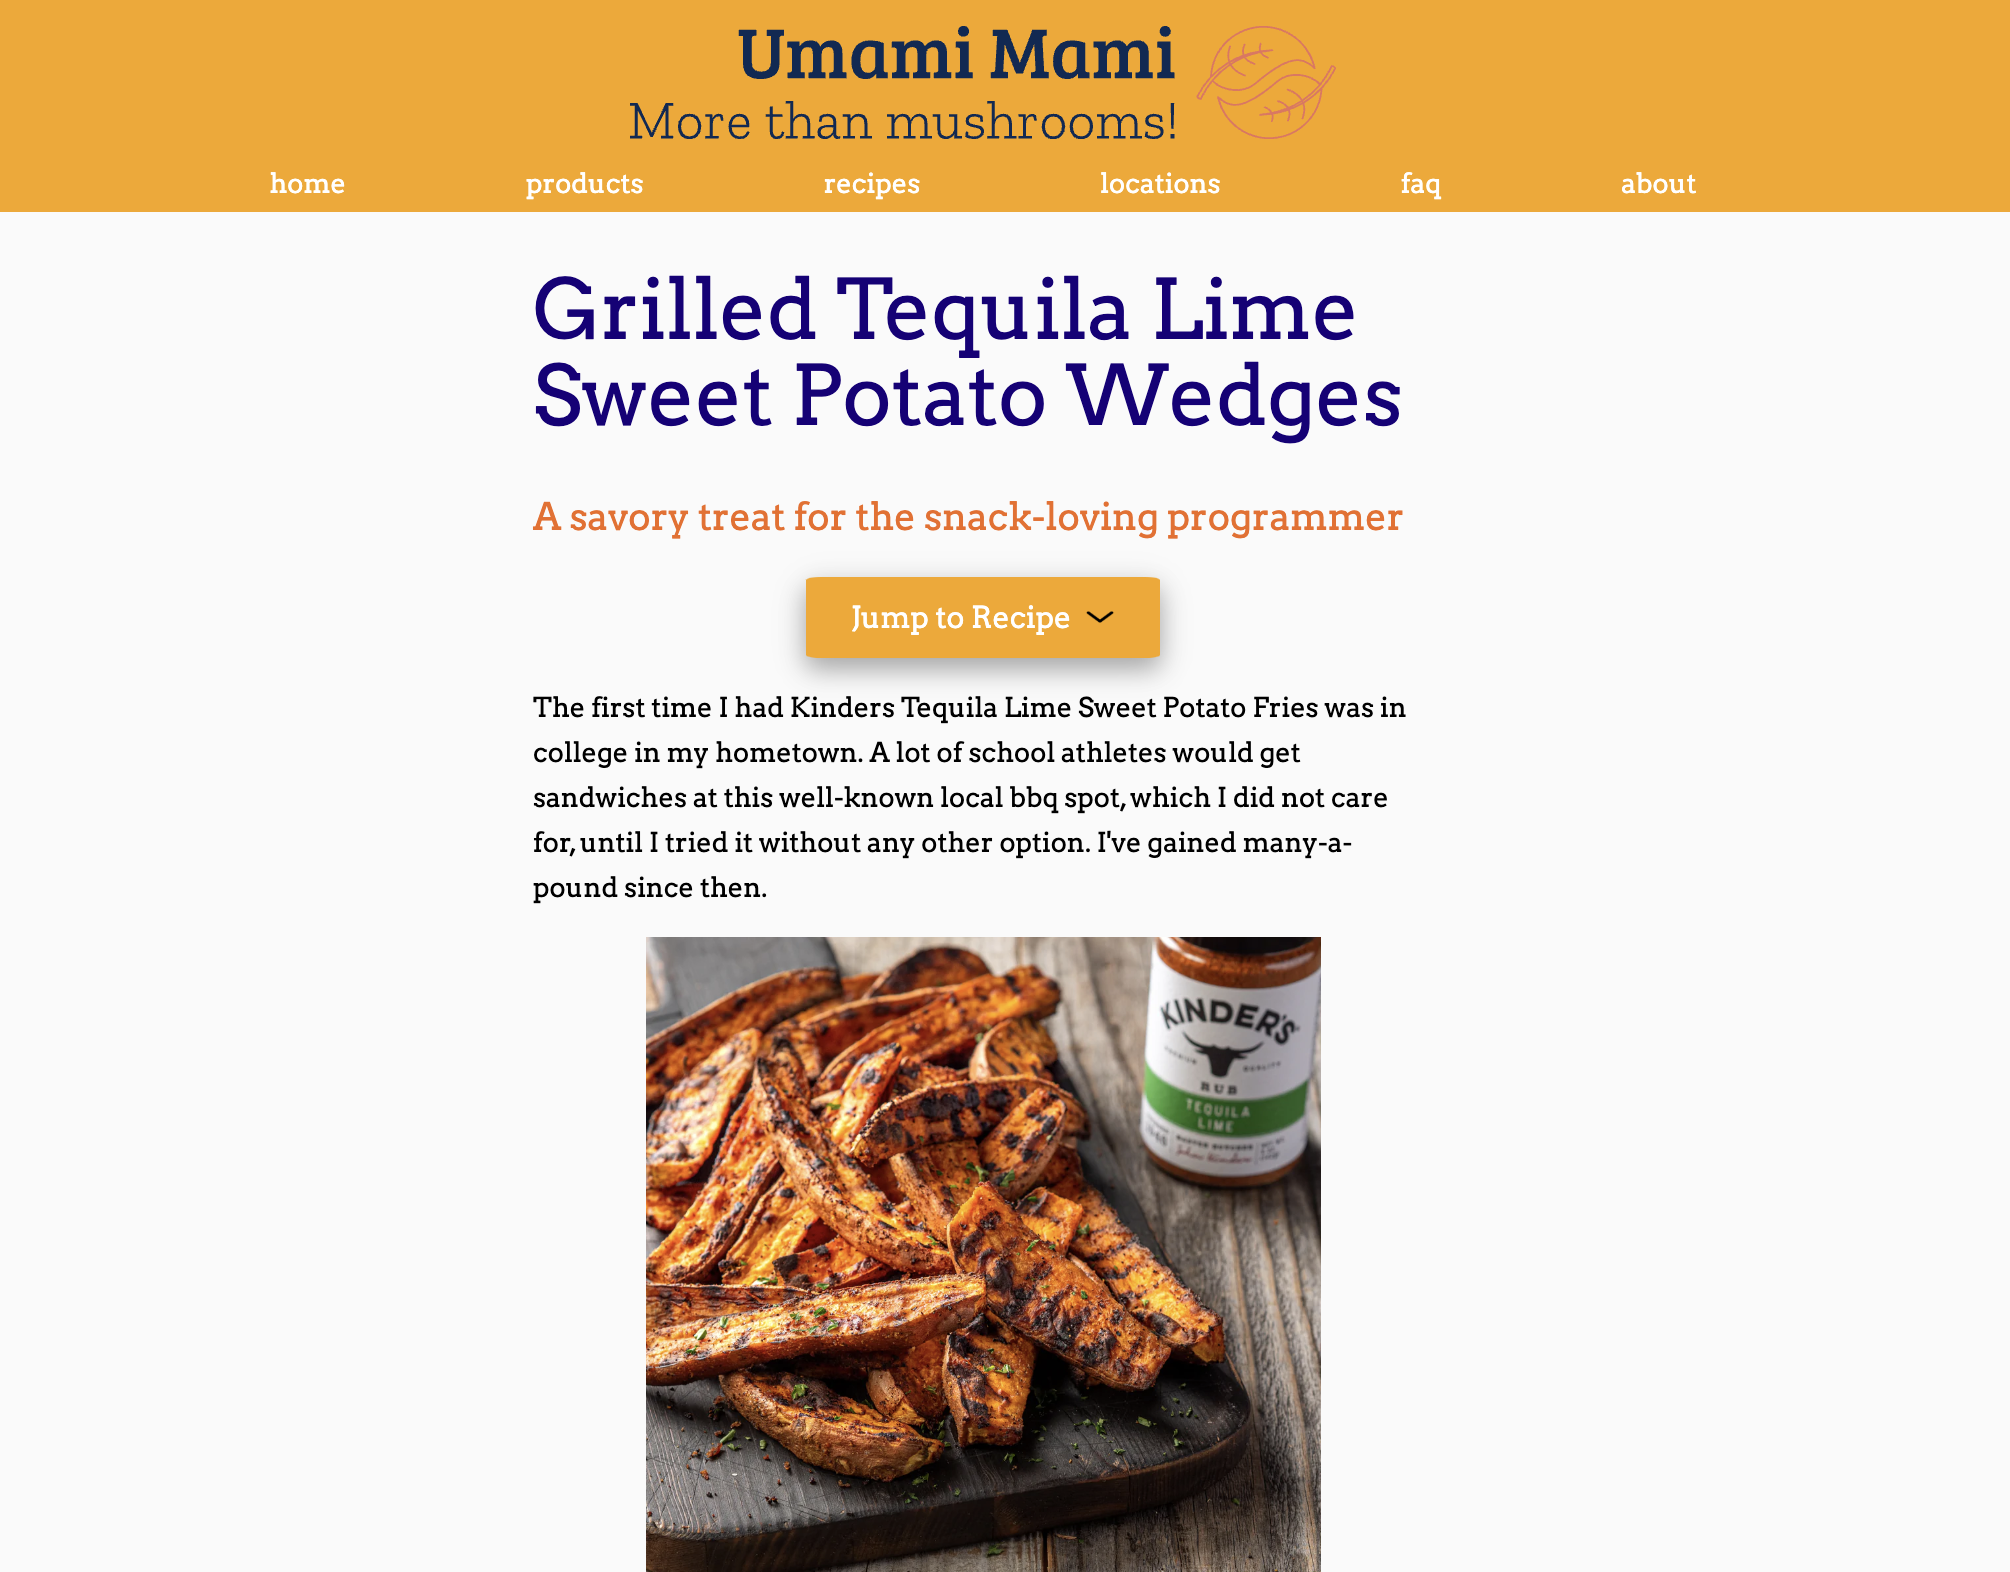 Umami Mami
More than mushrooms!
home products recipes locations faq about
Grilled Tequila Lime
Sweet Potato Wedges
A savory treat for the snack-loving programmer
Jump to Recipe
The first time I had Kinders Tequila Lime Sweet Potato Fries was in
college in my hometown. A lot of school athletes would get
sandwiches at this well-known local bbq spot, which I did not care
for, until I tried it without any other option. I've gained many-a-
pound since then.
KINDER'S
PREMIUM QUALITY
RUB
TEQUILA
LIME